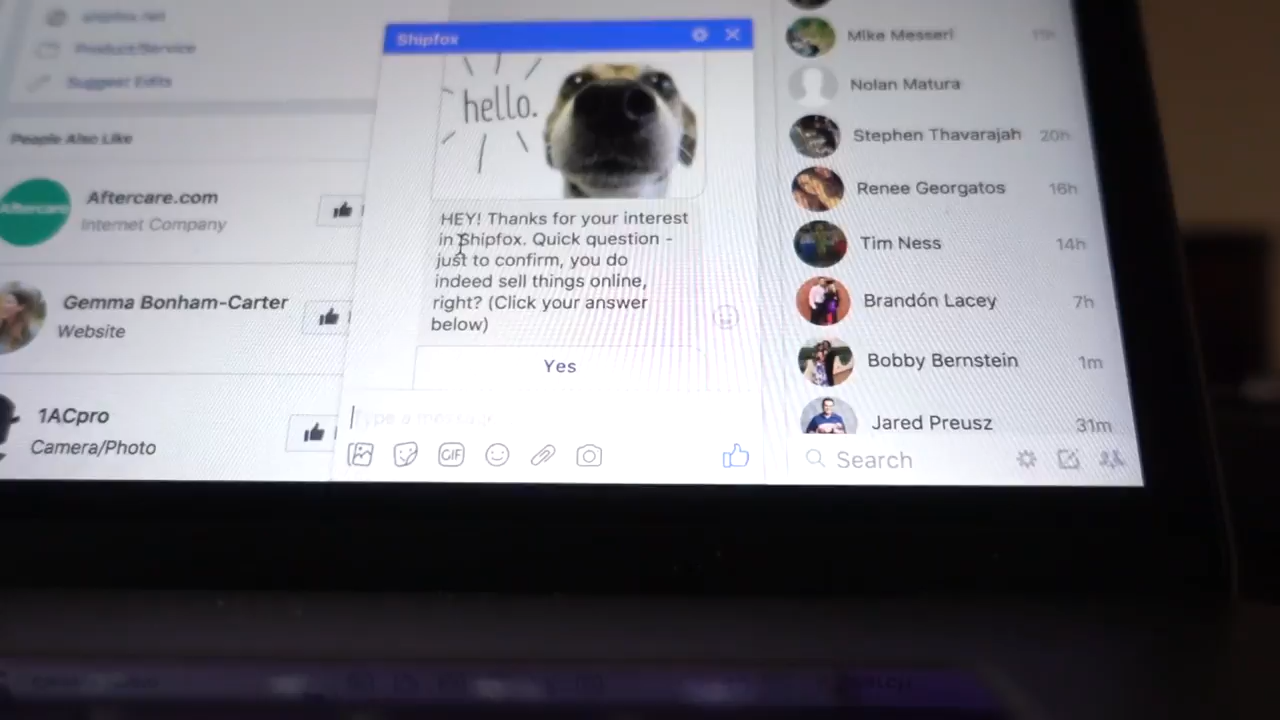 shipfox.net
Product/Service
Suggest Edits
People Also Like
Aftercare.com
Internet Company
Gemma Bonham-Carter
Website
1ACpro
Camera/Photo
Shipfox
hello.
HEY! Thanks for your interest
in Shipfox. Quick question -
just to confirm, you do
indeed sell things online,
right? (Click your answer
below)
Yes
Type a message
GIF
Mike Messeri
Nolan Matura
Stephen Thavarajah 20h
Renee Georgatos 16h
Tim Ness 14h
Brandón Lacey 7h
Bobby Bernstein 1m
Jared Preusz 31m
Search